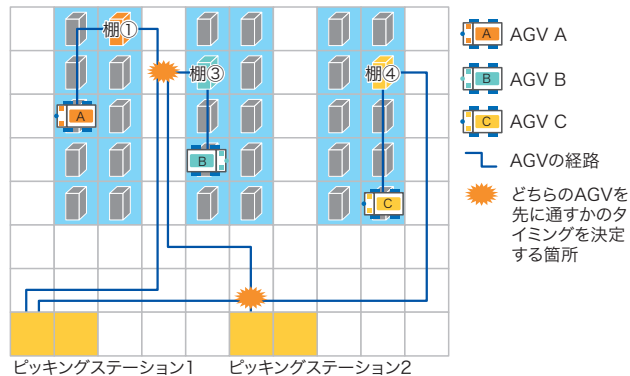 棚①
棚③
棚④
A
B
C
ピッキングステーション1
ピッキングステーション2
A AGV A
B AGV B
C AGV C
AGVの経路
どちらのAGVを
先に通すかのタ
イミングを決定
する箇所